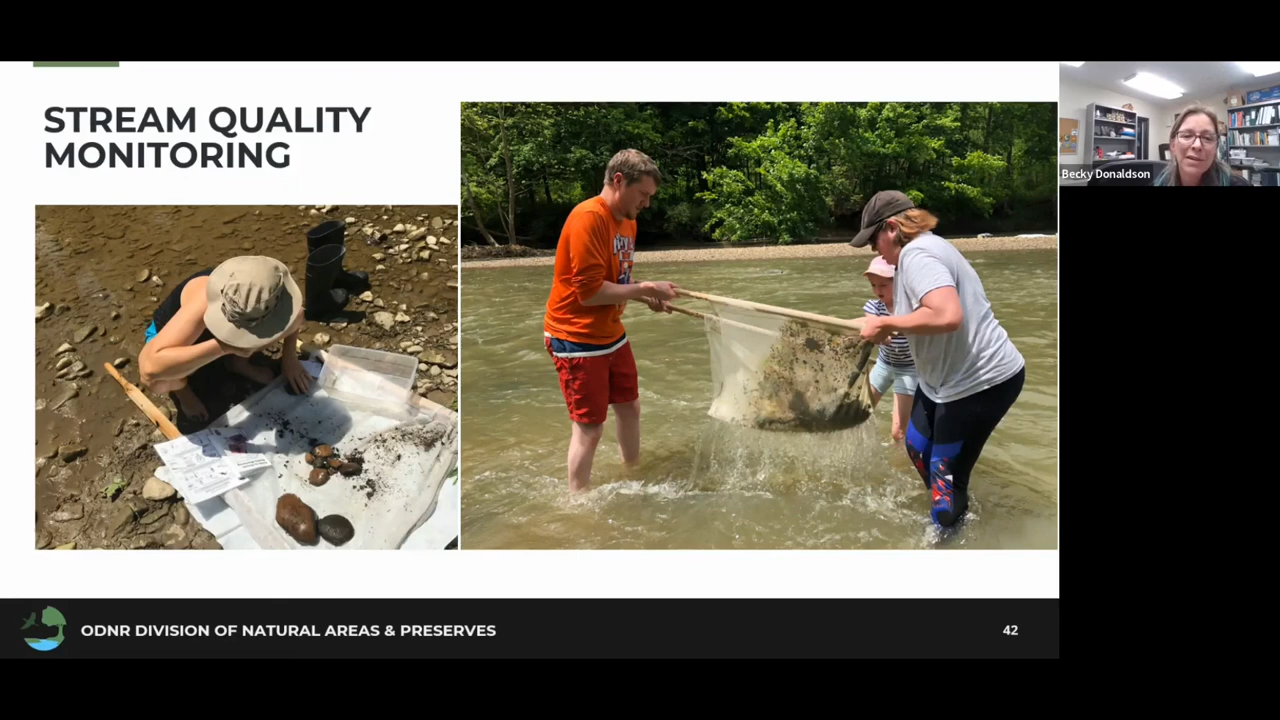 STREAM QUALITY
MONITORING
Becky Donaldson
ODNR DIVISION OF NATURAL AREAS & PRESERVES
42